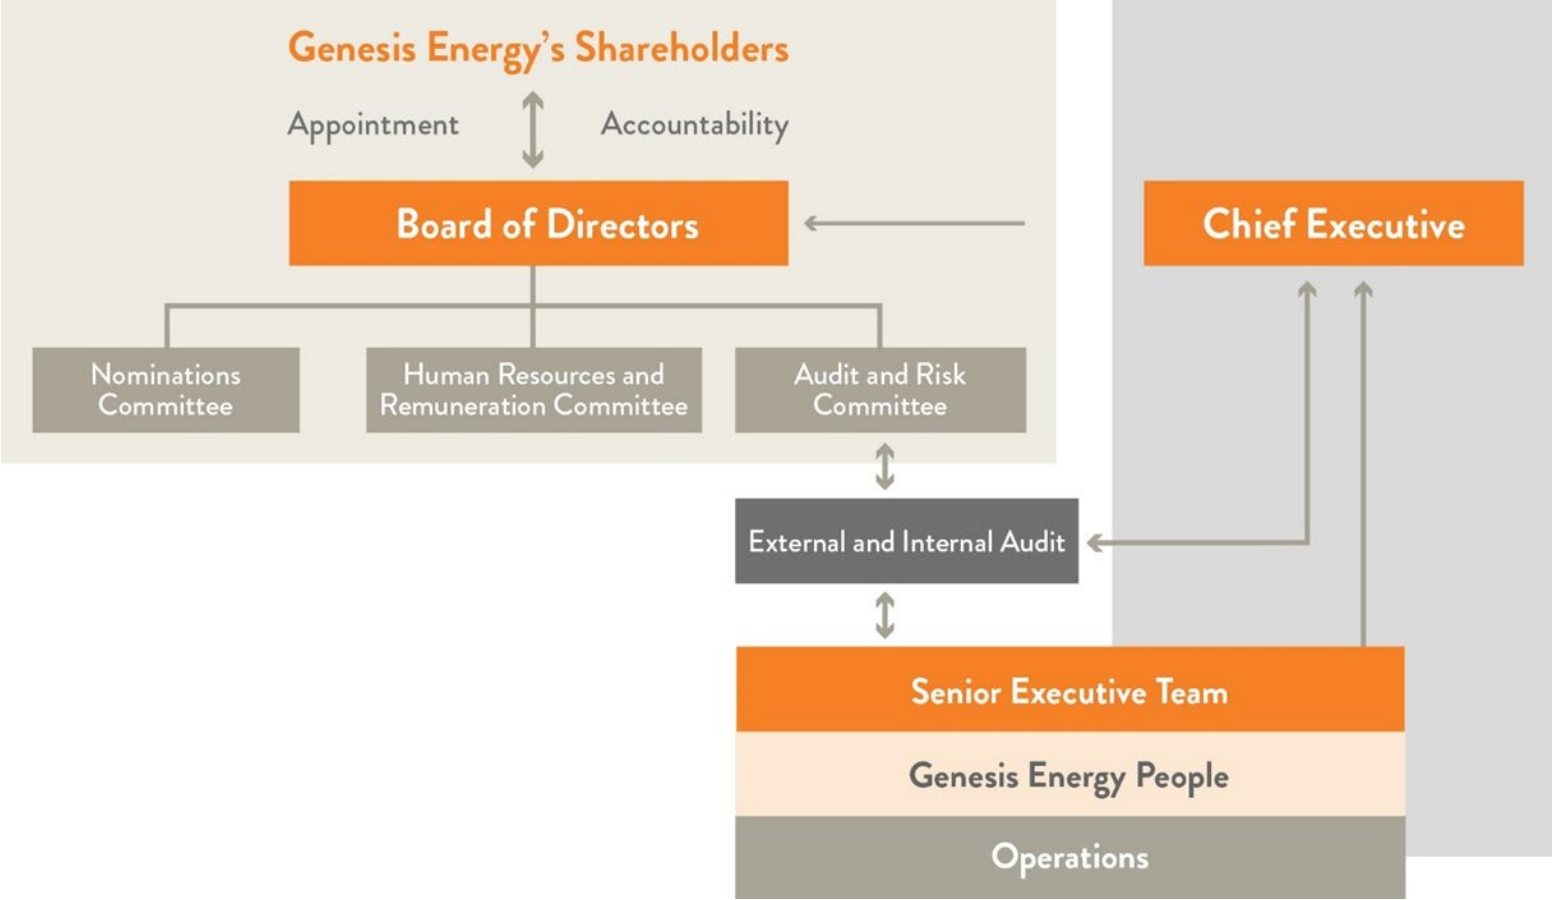 Genesis Energy’s Shareholders
Appointment
Accountability
Board of Directors
Chief Executive
Nominations
Committee
Human Resources and
Remuneration Committee
Audit and Risk
Committee
External and Internal Audit
Senior Executive Team
Genesis Energy People
Operations